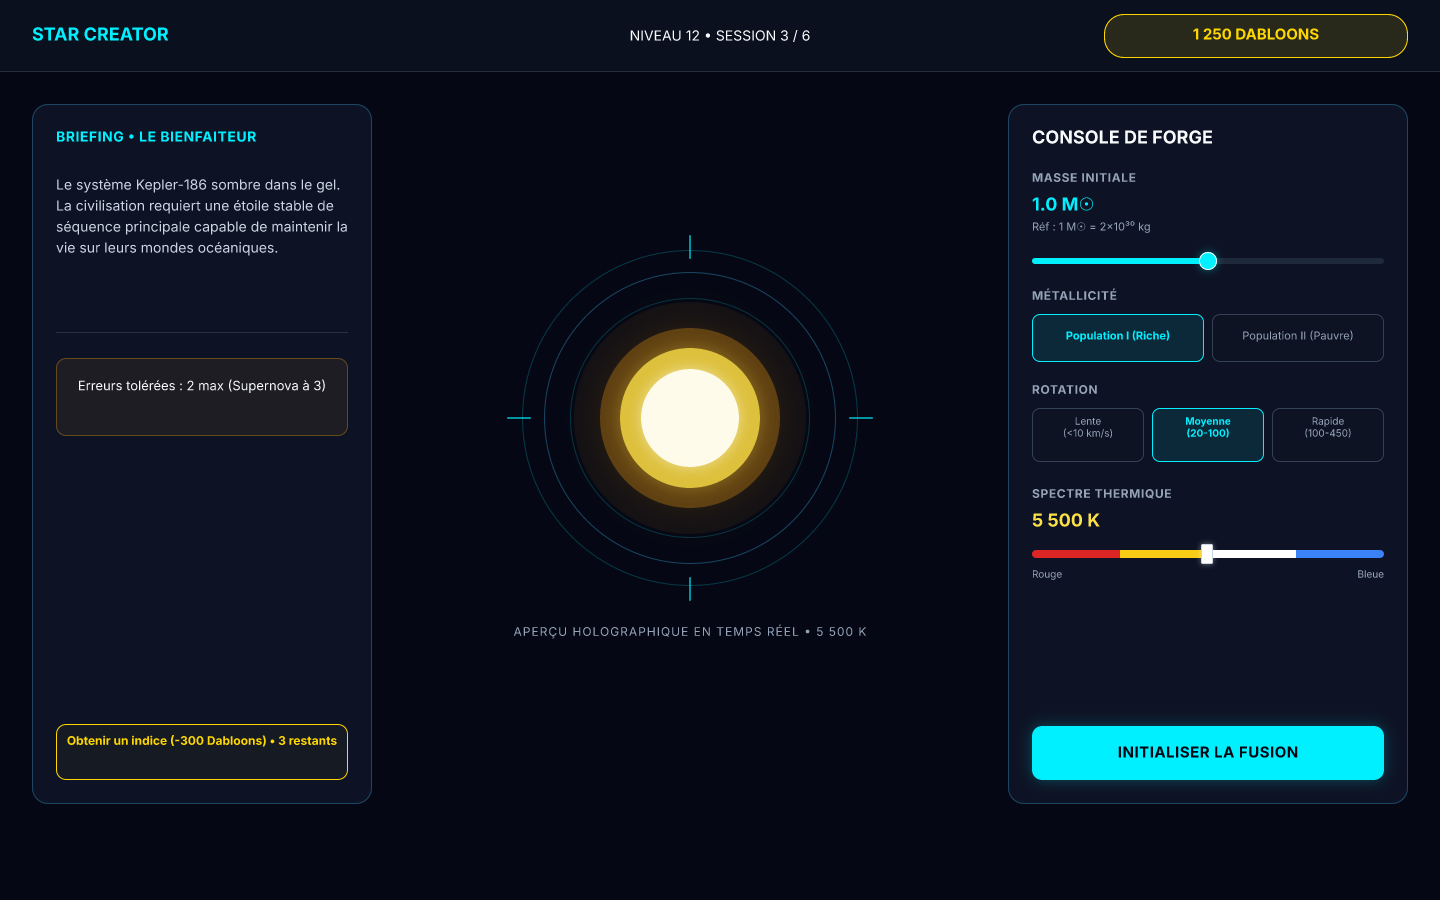 STAR CREATOR
NIVEAU 12 • SESSION 3 / 6
1 250 DABLOONS
BRIEFING • LE BIENFAITEUR
Le système Kepler-186 sombre dans le gel.
La civilisation requiert une étoile stable de
séquence principale capable de maintenir la
vie sur leurs mondes océaniques.
Erreurs tolérées : 2 max (Supernova à 3)
Obtenir un indice (-300 Dabloons) • 3 restants
APERÇU HOLOGRAPHIQUE EN TEMPS RÉEL • 5 500 K
CONSOLE DE FORGE
MASSE INITIALE
1.0 M☉
Réf : 1 M☉ = 2×10³⁰ kg
MÉTALLICITÉ
Population I (Riche)
Population II (Pauvre)
ROTATION
Lente
(<10 km/s)
Moyenne
(20-100)
Rapide
(100-450)
SPECTRE THERMIQUE
5 500 K
Rouge
Bleue
INITIALISER LA FUSION